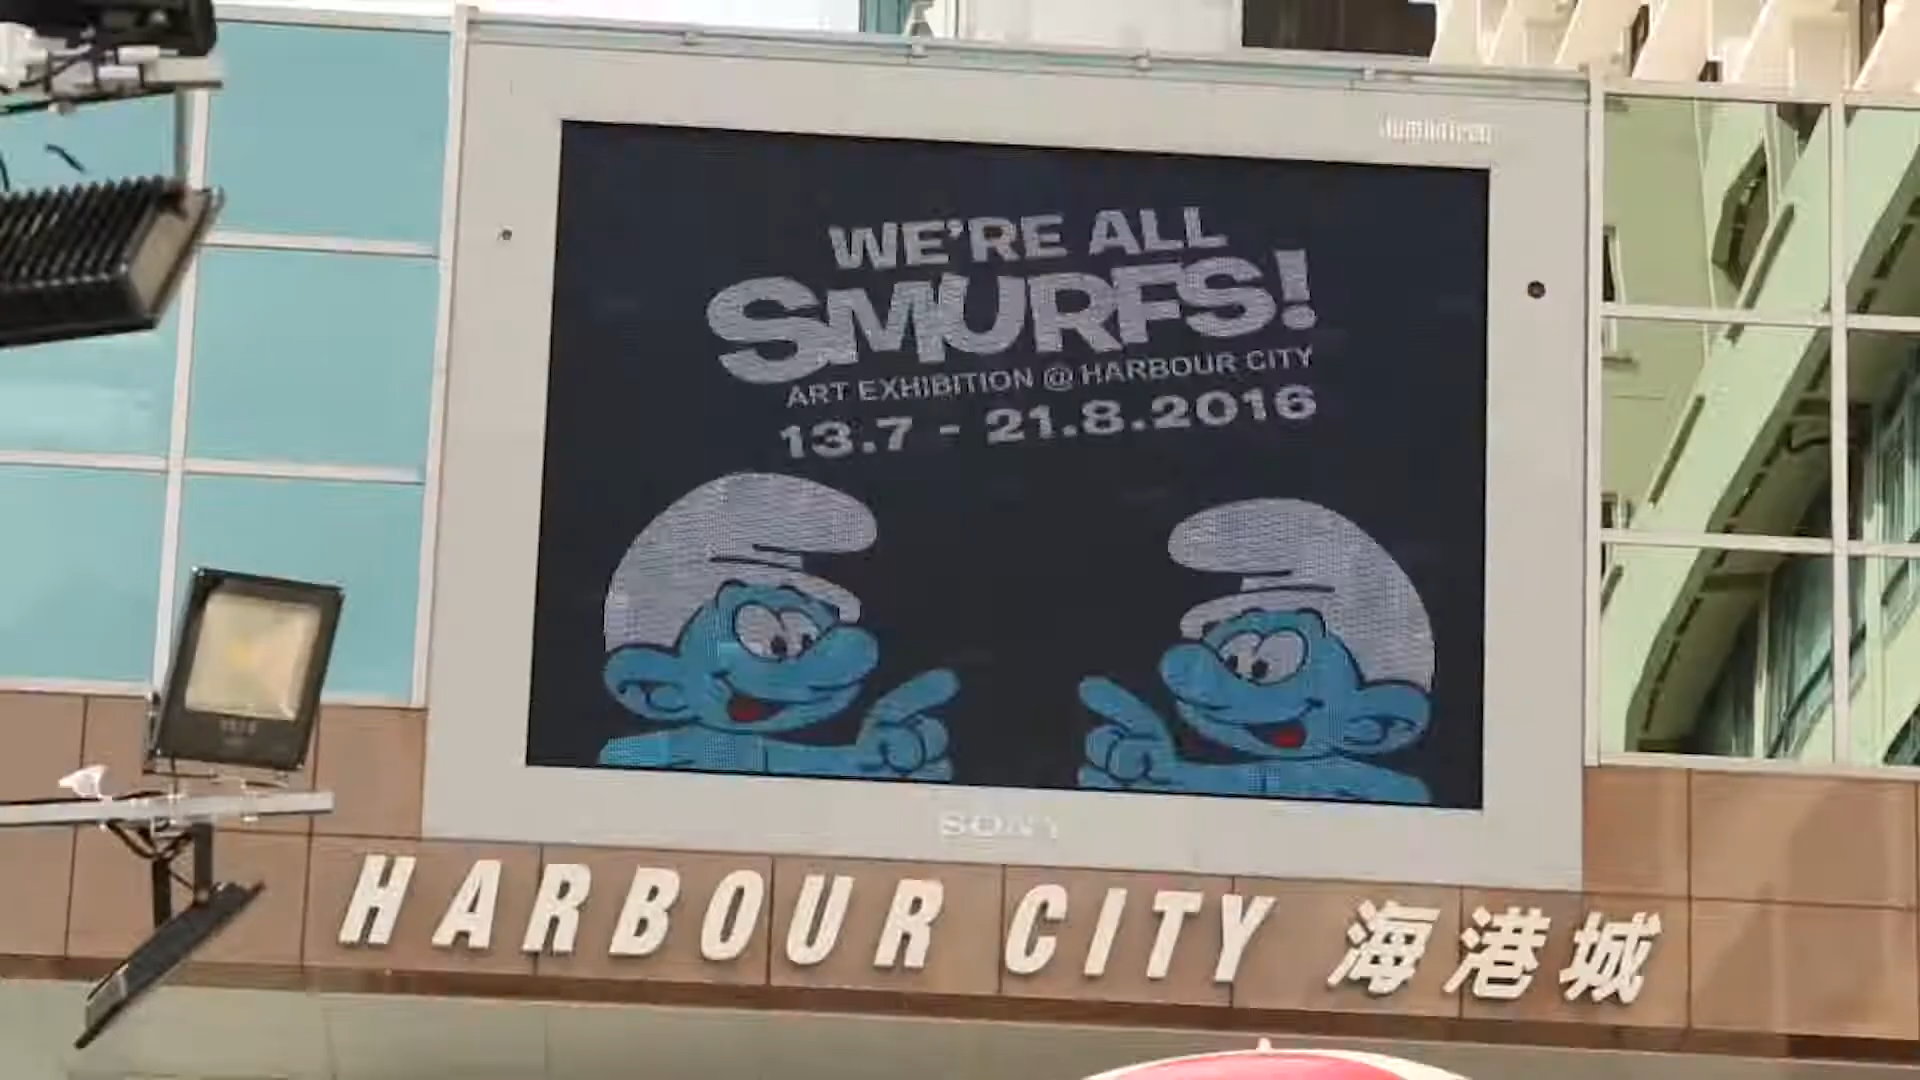 JumboTron
WE'RE ALL
SMURFS!
ART EXHIBITION @ HARBOUR CITY
13.7 - 21.8.2016
SONY
HARBOUR CITY 海港城